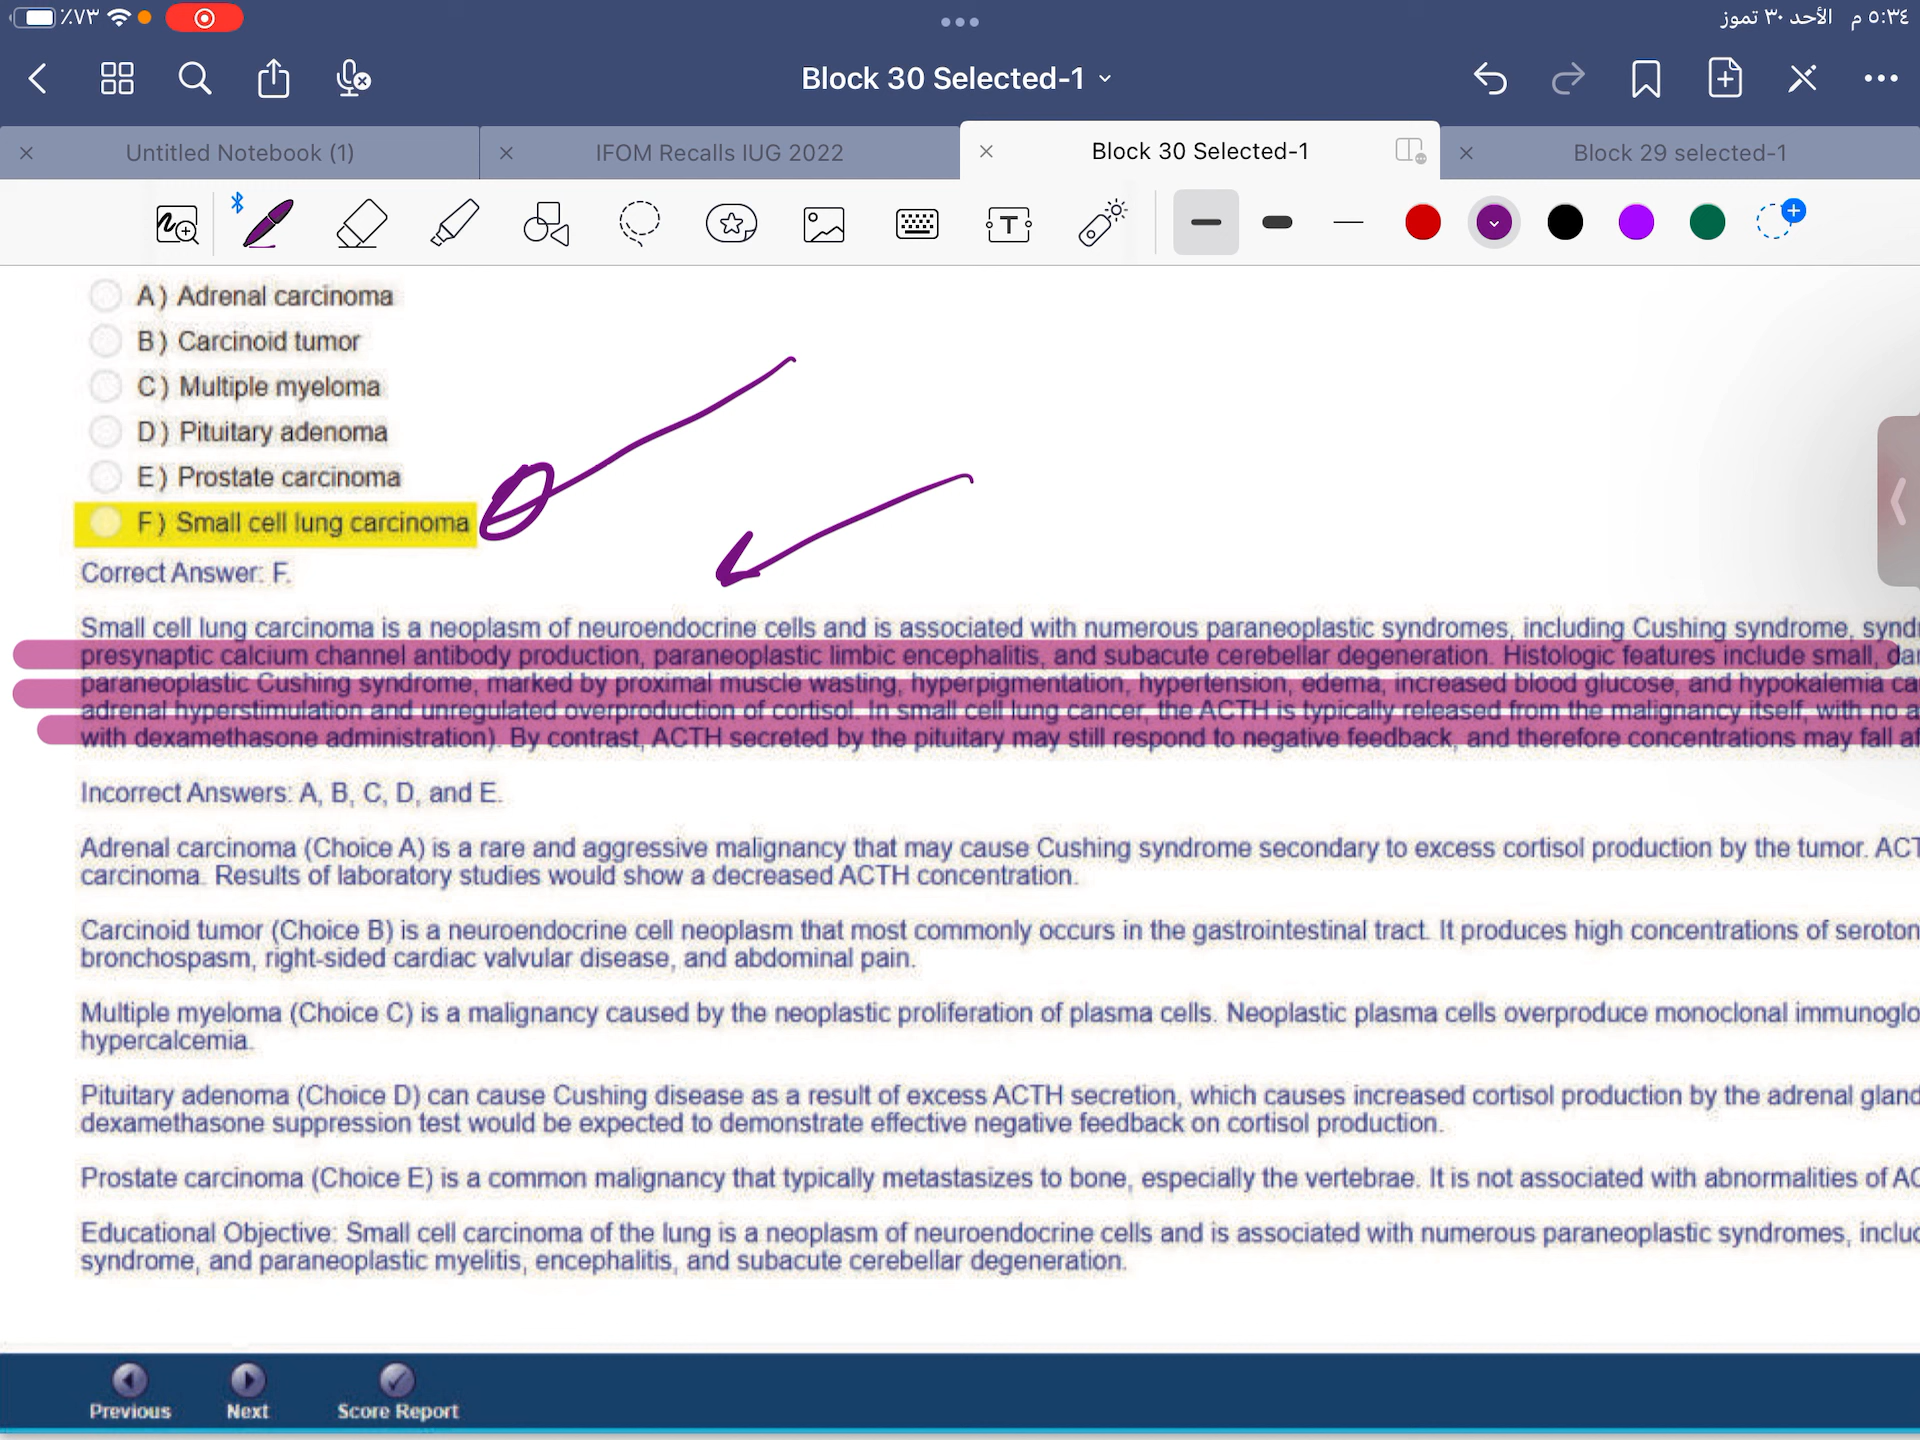 ٪٧٣
الأحد ٣٠ تموز ٥:٣٤ م
Block 30 Selected-1
Untitled Notebook (1)
IFOM Recalls IUG 2022
Block 30 Selected-1
Block 29 selected-1
T
A) Adrenal carcinoma
B) Carcinoid tumor
C) Multiple myeloma
D) Pituitary adenoma
E) Prostate carcinoma
F) Small cell lung carcinoma
Correct Answer: F.
Small cell lung carcinoma is a neoplasm of neuroendocrine cells and is associated with numerous paraneoplastic syndromes, including Cushing syndrome, synd
presynaptic calcium channel antibody production, paraneoplastic limbic encephalitis, and subacute cerebellar degeneration. Histologic features include small, dar
paraneoplastic Cushing syndrome, marked by proximal muscle wasting, hyperpigmentation, hypertension, edema, increased blood glucose, and hypokalemia ca
adrenal hyperstimulation and unregulated overproduction of cortisol. In small cell lung cancer, the ACTH is typically released from the malignancy itself, with no a
with dexamethasone administration). By contrast, ACTH secreted by the pituitary may still respond to negative feedback, and therefore concentrations may fall af
Incorrect Answers: A, B, C, D, and E.
Adrenal carcinoma (Choice A) is a rare and aggressive malignancy that may cause Cushing syndrome secondary to excess cortisol production by the tumor. ACT
carcinoma. Results of laboratory studies would show a decreased ACTH concentration.
Carcinoid tumor (Choice B) is a neuroendocrine cell neoplasm that most commonly occurs in the gastrointestinal tract. It produces high concentrations of seroton
bronchospasm, right-sided cardiac valvular disease, and abdominal pain.
Multiple myeloma (Choice C) is a malignancy caused by the neoplastic proliferation of plasma cells. Neoplastic plasma cells overproduce monoclonal immunoglo
hypercalcemia.
Pituitary adenoma (Choice D) can cause Cushing disease as a result of excess ACTH secretion, which causes increased cortisol production by the adrenal gland
dexamethasone suppression test would be expected to demonstrate effective negative feedback on cortisol production.
Prostate carcinoma (Choice E) is a common malignancy that typically metastasizes to bone, especially the vertebrae. It is not associated with abnormalities of AC
Educational Objective: Small cell carcinoma of the lung is a neoplasm of neuroendocrine cells and is associated with numerous paraneoplastic syndromes, includ
syndrome, and paraneoplastic myelitis, encephalitis, and subacute cerebellar degeneration.
Previous
Next
Score Report